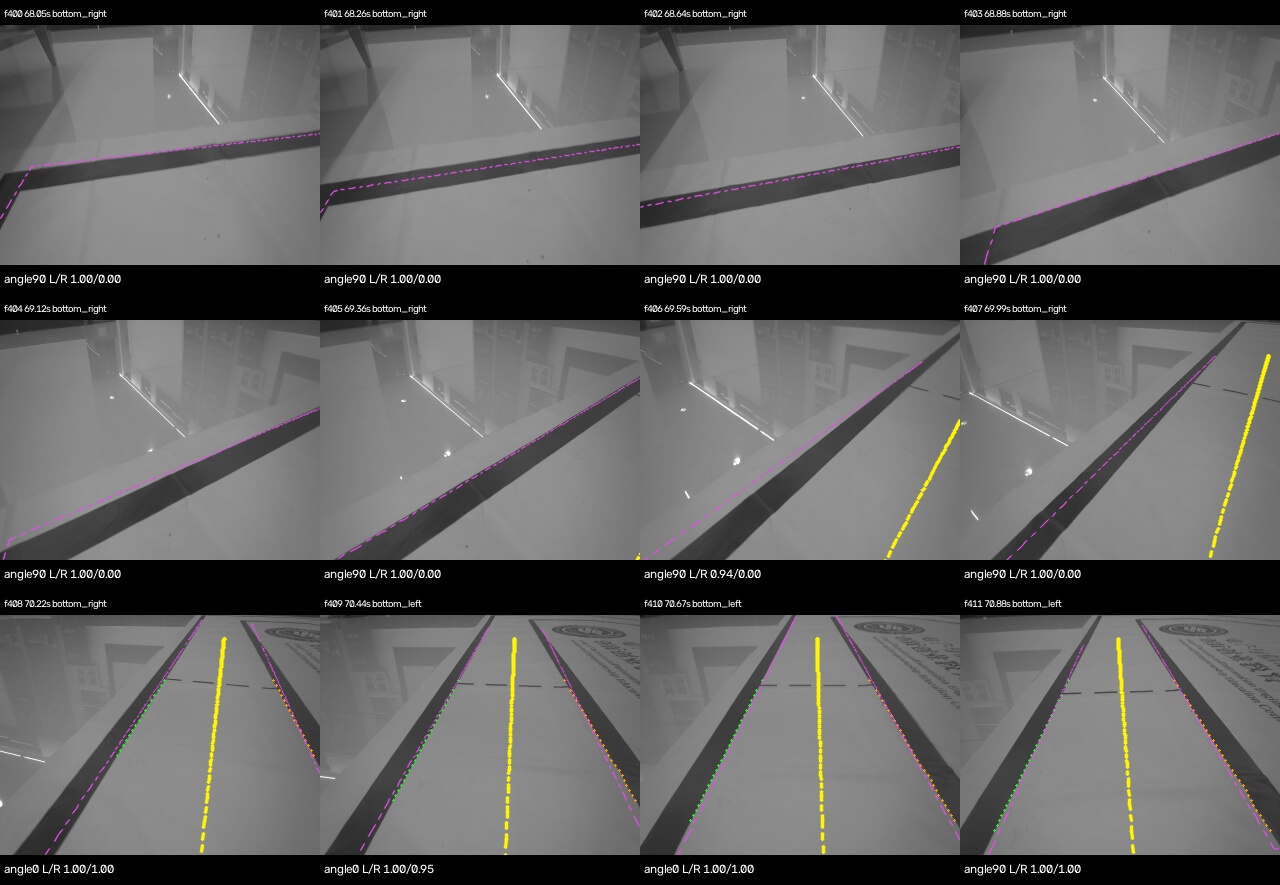 f400 68.05s bottom_right
f401 68.26s bottom_right
f402 68.64s bottom_right
f403 68.88s bottom_right
angle90 L/R 1.00/0.00
angle90 L/R 1.00/0.00
angle90 L/R 1.00/0.00
angle90 L/R 1.00/0.00
f404 69.12s bottom_right
f405 69.36s bottom_right
f406 69.59s bottom_right
f407 69.99s bottom_right
angle90 L/R 1.00/0.00
angle90 L/R 1.00/0.00
angle90 L/R 0.94/0.00
angle90 L/R 1.00/0.00
f408 70.22s bottom_right
f409 70.44s bottom_left
f410 70.67s bottom_left
f411 70.88s bottom_left
angle0 L/R 1.00/1.00
angle0 L/R 1.00/0.95
angle0 L/R 1.00/1.00
angle90 L/R 1.00/1.00